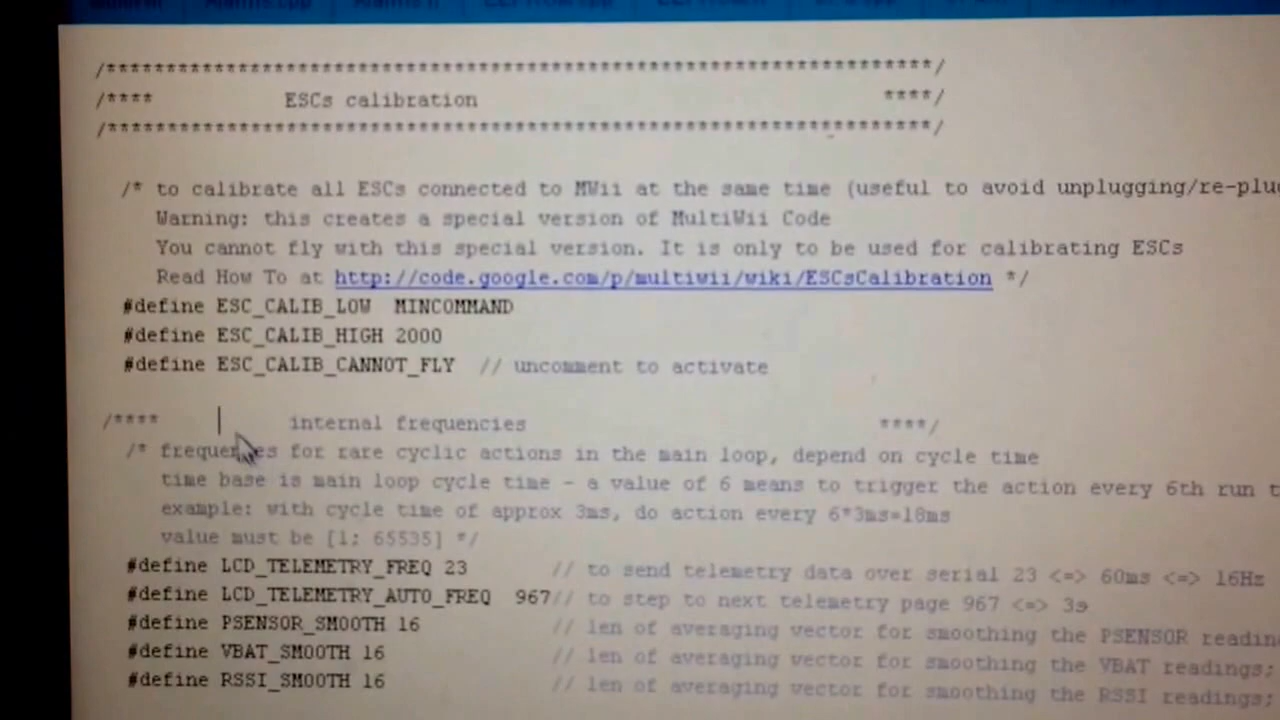 /**********************************************************************/
/****           ESCs calibration                                  ****/
/**********************************************************************/
/* to calibrate all ESCs connected to MWii at the same time (useful to avoid unplugging/re-plu
Warning: this creates a special version of MultiWii Code
You cannot fly with this special version. It is only to be used for calibrating ESCs
Read How To at http://code.google.com/p/multiwii/wiki/ESCsCalibration */
#define ESC_CALIB_LOW  MINCOMMAND
#define ESC_CALIB_HIGH 2000
#define ESC_CALIB_CANNOT_FLY  // uncomment to activate
/****           internal frequencies                             ****/
/* frequenies for rare cyclic actions in the main loop, depend on cycle time
time base is main loop cycle time - a value of 6 means to trigger the action every 6th run t
example: with cycle time of approx 3ms, do action every 6*3ms=18ms
value must be [1; 65535] */
#define LCD_TELEMETRY_FREQ 23       // to send telemetry data over serial 23 <=> 60ms <=> 16Hz
#define LCD_TELEMETRY_AUTO_FREQ  967// to step to next telemetry page 967 <=> 3s
#define PSENSOR_SMOOTH 16           // len of averaging vector for smoothing the PSENSOR readin
#define VBAT_SMOOTH 16              // len of averaging vector for smoothing the VBAT readings;
#define RSSI_SMOOTH 16              // len of averaging vector for smoothing the RSSI readings;